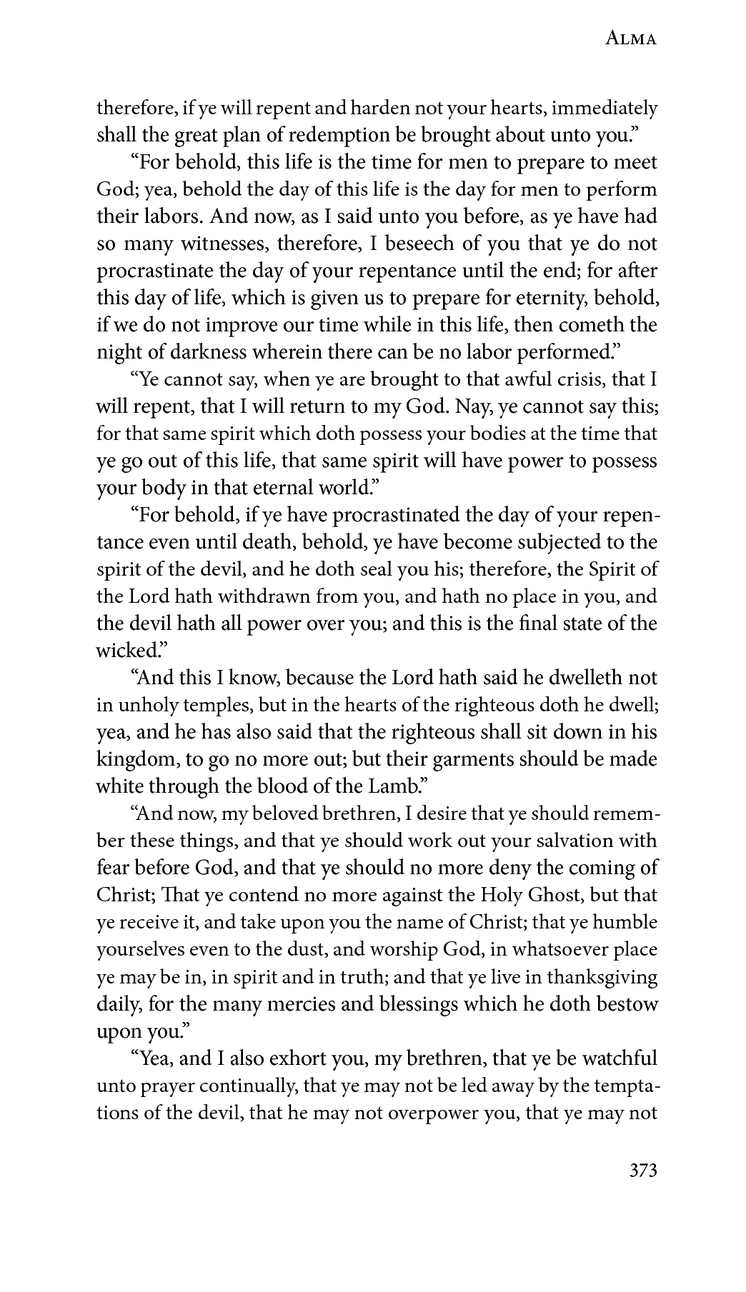 Alma
therefore, if ye will repent and harden not your hearts, immediately
shall the great plan of redemption be brought about unto you.”
“For behold, this life is the time for men to prepare to meet
God; yea, behold the day of this life is the day for men to perform
their labors. And now, as I said unto you before, as ye have had
so many witnesses, therefore, I beseech of you that ye do not
procrastinate the day of your repentance until the end; for after
this day of life, which is given us to prepare for eternity, behold,
if we do not improve our time while in this life, then cometh the
night of darkness wherein there can be no labor performed.”
“Ye cannot say, when ye are brought to that awful crisis, that I
will repent, that I will return to my God. Nay, ye cannot say this;
for that same spirit which doth possess your bodies at the time that
ye go out of this life, that same spirit will have power to possess
your body in that eternal world.”
“For behold, if ye have procrastinated the day of your repen-
tance even until death, behold, ye have become subjected to the
spirit of the devil, and he doth seal you his; therefore, the Spirit of
the Lord hath withdrawn from you, and hath no place in you, and
the devil hath all power over you; and this is the final state of the
wicked.”
“And this I know, because the Lord hath said he dwelleth not
in unholy temples, but in the hearts of the righteous doth he dwell;
yea, and he has also said that the righteous shall sit down in his
kingdom, to go no more out; but their garments should be made
white through the blood of the Lamb.”
“And now, my beloved brethren, I desire that ye should remem-
ber these things, and that ye should work out your salvation with
fear before God, and that ye should no more deny the coming of
Christ; That ye contend no more against the Holy Ghost, but that
ye receive it, and take upon you the name of Christ; that ye humble
yourselves even to the dust, and worship God, in whatsoever place
ye may be in, in spirit and in truth; and that ye live in thanksgiving
daily, for the many mercies and blessings which he doth bestow
upon you.”
“Yea, and I also exhort you, my brethren, that ye be watchful
unto prayer continually, that ye may not be led away by the tempta-
tions of the devil, that he may not overpower you, that ye may not
373